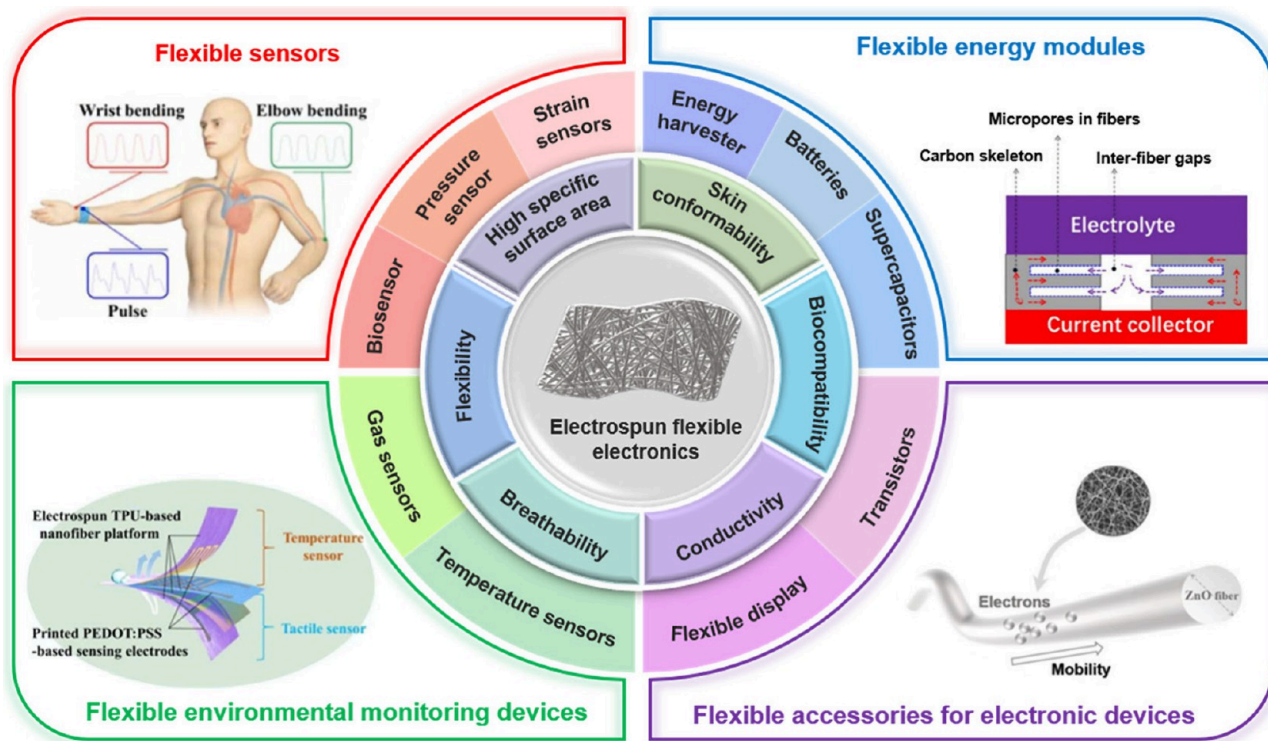 Flexible sensors
Wrist bending
Elbow bending
Pulse
Flexible energy modules
Micropores in fibers
Carbon skeleton
Inter-fiber gaps
Electrolyte
Current collector
Strain
sensors
Pressure
sensor
Biosensor
Energy
harvester
Batteries
Supercapacitors
High specific
surface area
Skin
conformability
Flexibility
Biocompatibility
Electrospun flexible
electronics
Breathability
Conductivity
Gas sensors
Temperature sensors
Transistors
Flexible display
Electrospun TPU-based
nanofiber platform
Temperature
sensor
Tactile sensor
Printed PEDOT:PSS
-based sensing electrodes
Flexible environmental monitoring devices
Electrons
ZnO fiber
Mobility
Flexible accessories for electronic devices